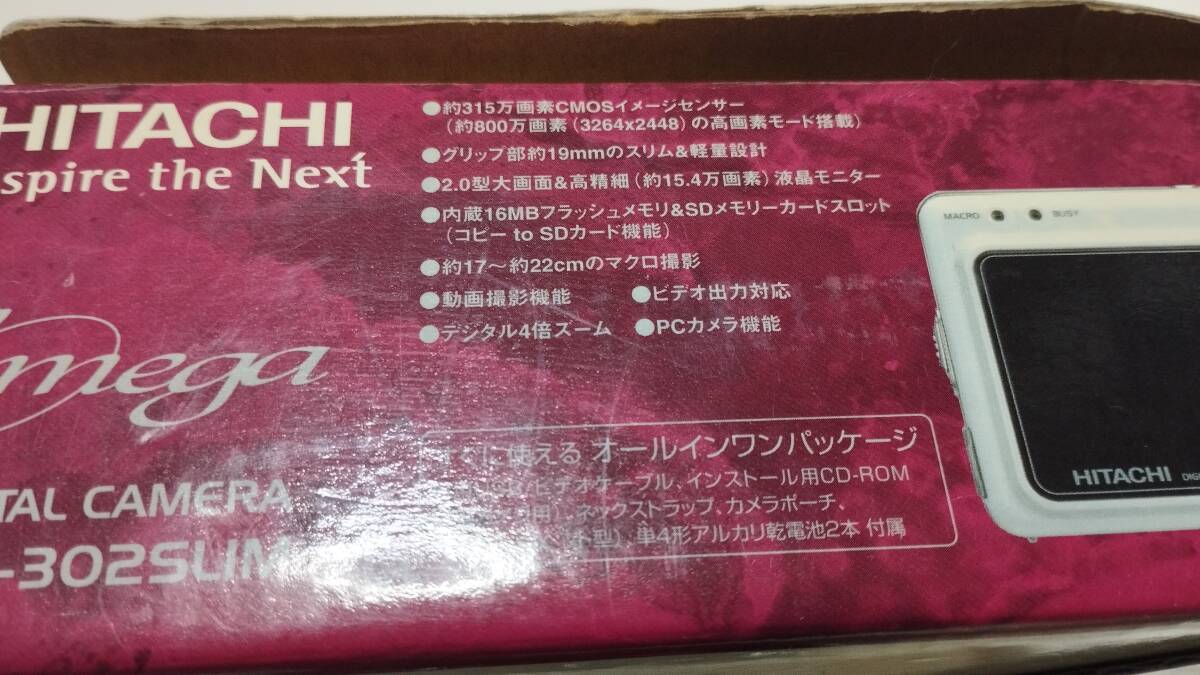 HITACHI
spire the Next
●約315万画素CMOSイメージセンサー
（約800万画素（3264x2448）の高画素モード搭載）
●グリップ部約19mmのスリム&軽量設計
●2.0型大画面&高精細（約15.4万画素）液晶モニター
●内蔵16MBフラッシュメモリ&SDメモリーカードスロット
（コピー to SDカード機能）
●約17～約22cmのマクロ撮影
●動画撮影機能 ●ビデオ出力対応
●デジタル4倍ズーム ●PCカメラ機能
mega
TAL CAMERA
-302SLIM
に使える オールインワンパッケージ
ビデオケーブル、インストール用CD-ROM
ネックストラップ、カメラポーチ、
型）、単4形アルカリ乾電池2本 付属
MACRO BUSY
HITACHI DIGI